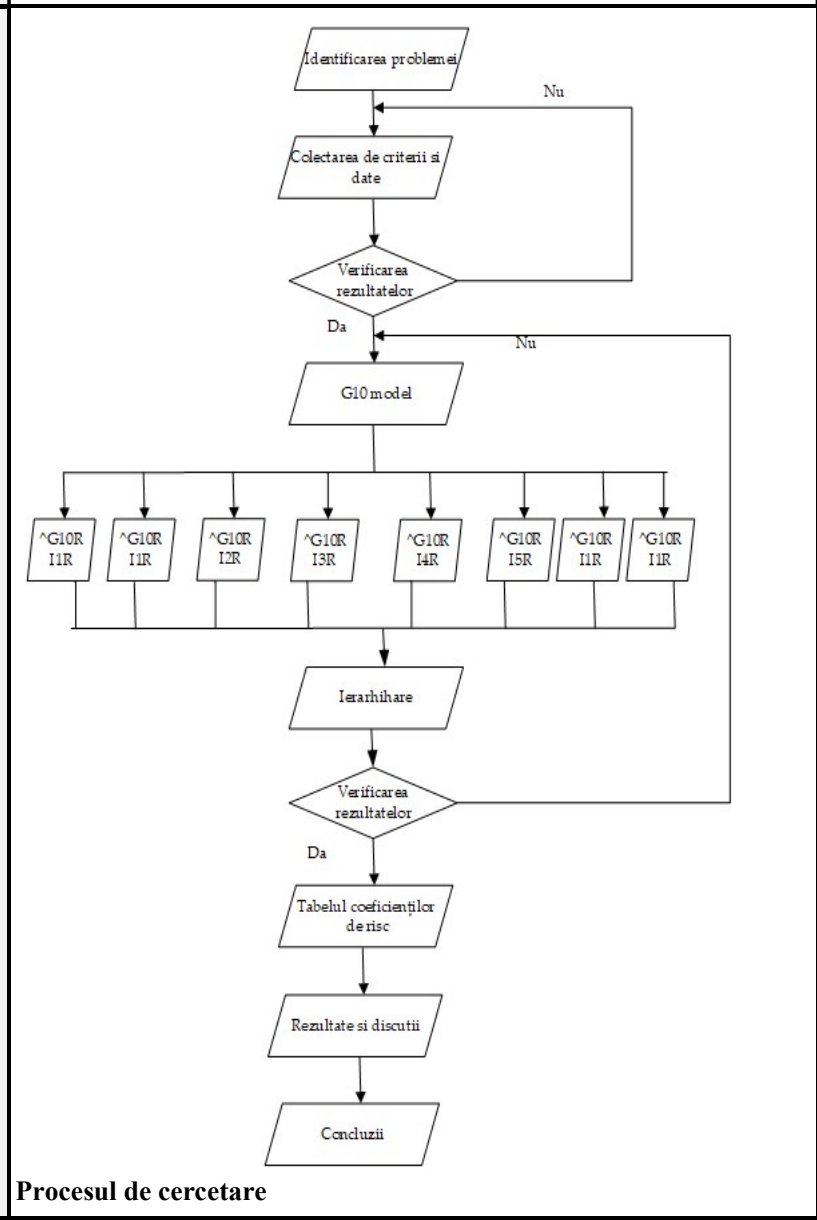 Identificarea problemei
Nu
Colectarea de criterii si
date
Verificarea
rezultatelor
Da
Nu
G10 model
^G10R
I1R
^G10R
I1R
^G10R
I2R
^G10R
I3R
^G10R
I4R
^G10R
I5R
^G10R
I1R
^G10R
I1R
Ierarhihare
Verificarea
rezultatelor
Da
Tabelul coeficienților
de risc
Rezultate si discutii
Concluzii
Procesul de cercetare